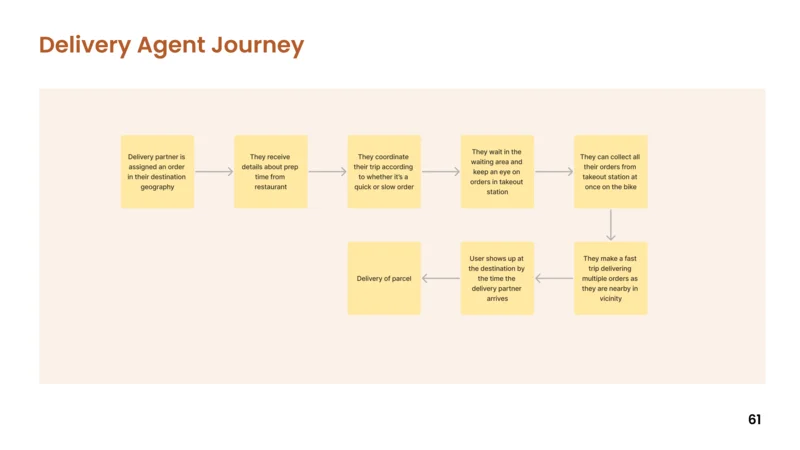 Delivery Agent Journey
Delivery partner is
assigned an order
in their destination
geography
They receive
details about prep
time from
restaurant
They coordinate
their trip according
to whether it's a
quick or slow order
They wait in the
waiting area and
keep an eye on
orders in takeout
station
They can collect all
their orders from
takeout station at
once on the bike
They make a fast
trip delivering
multiple orders as
they are nearby in
vicinity
User shows up at
the destination by
the time the
delivery partner
arrives
Delivery of parcel
61